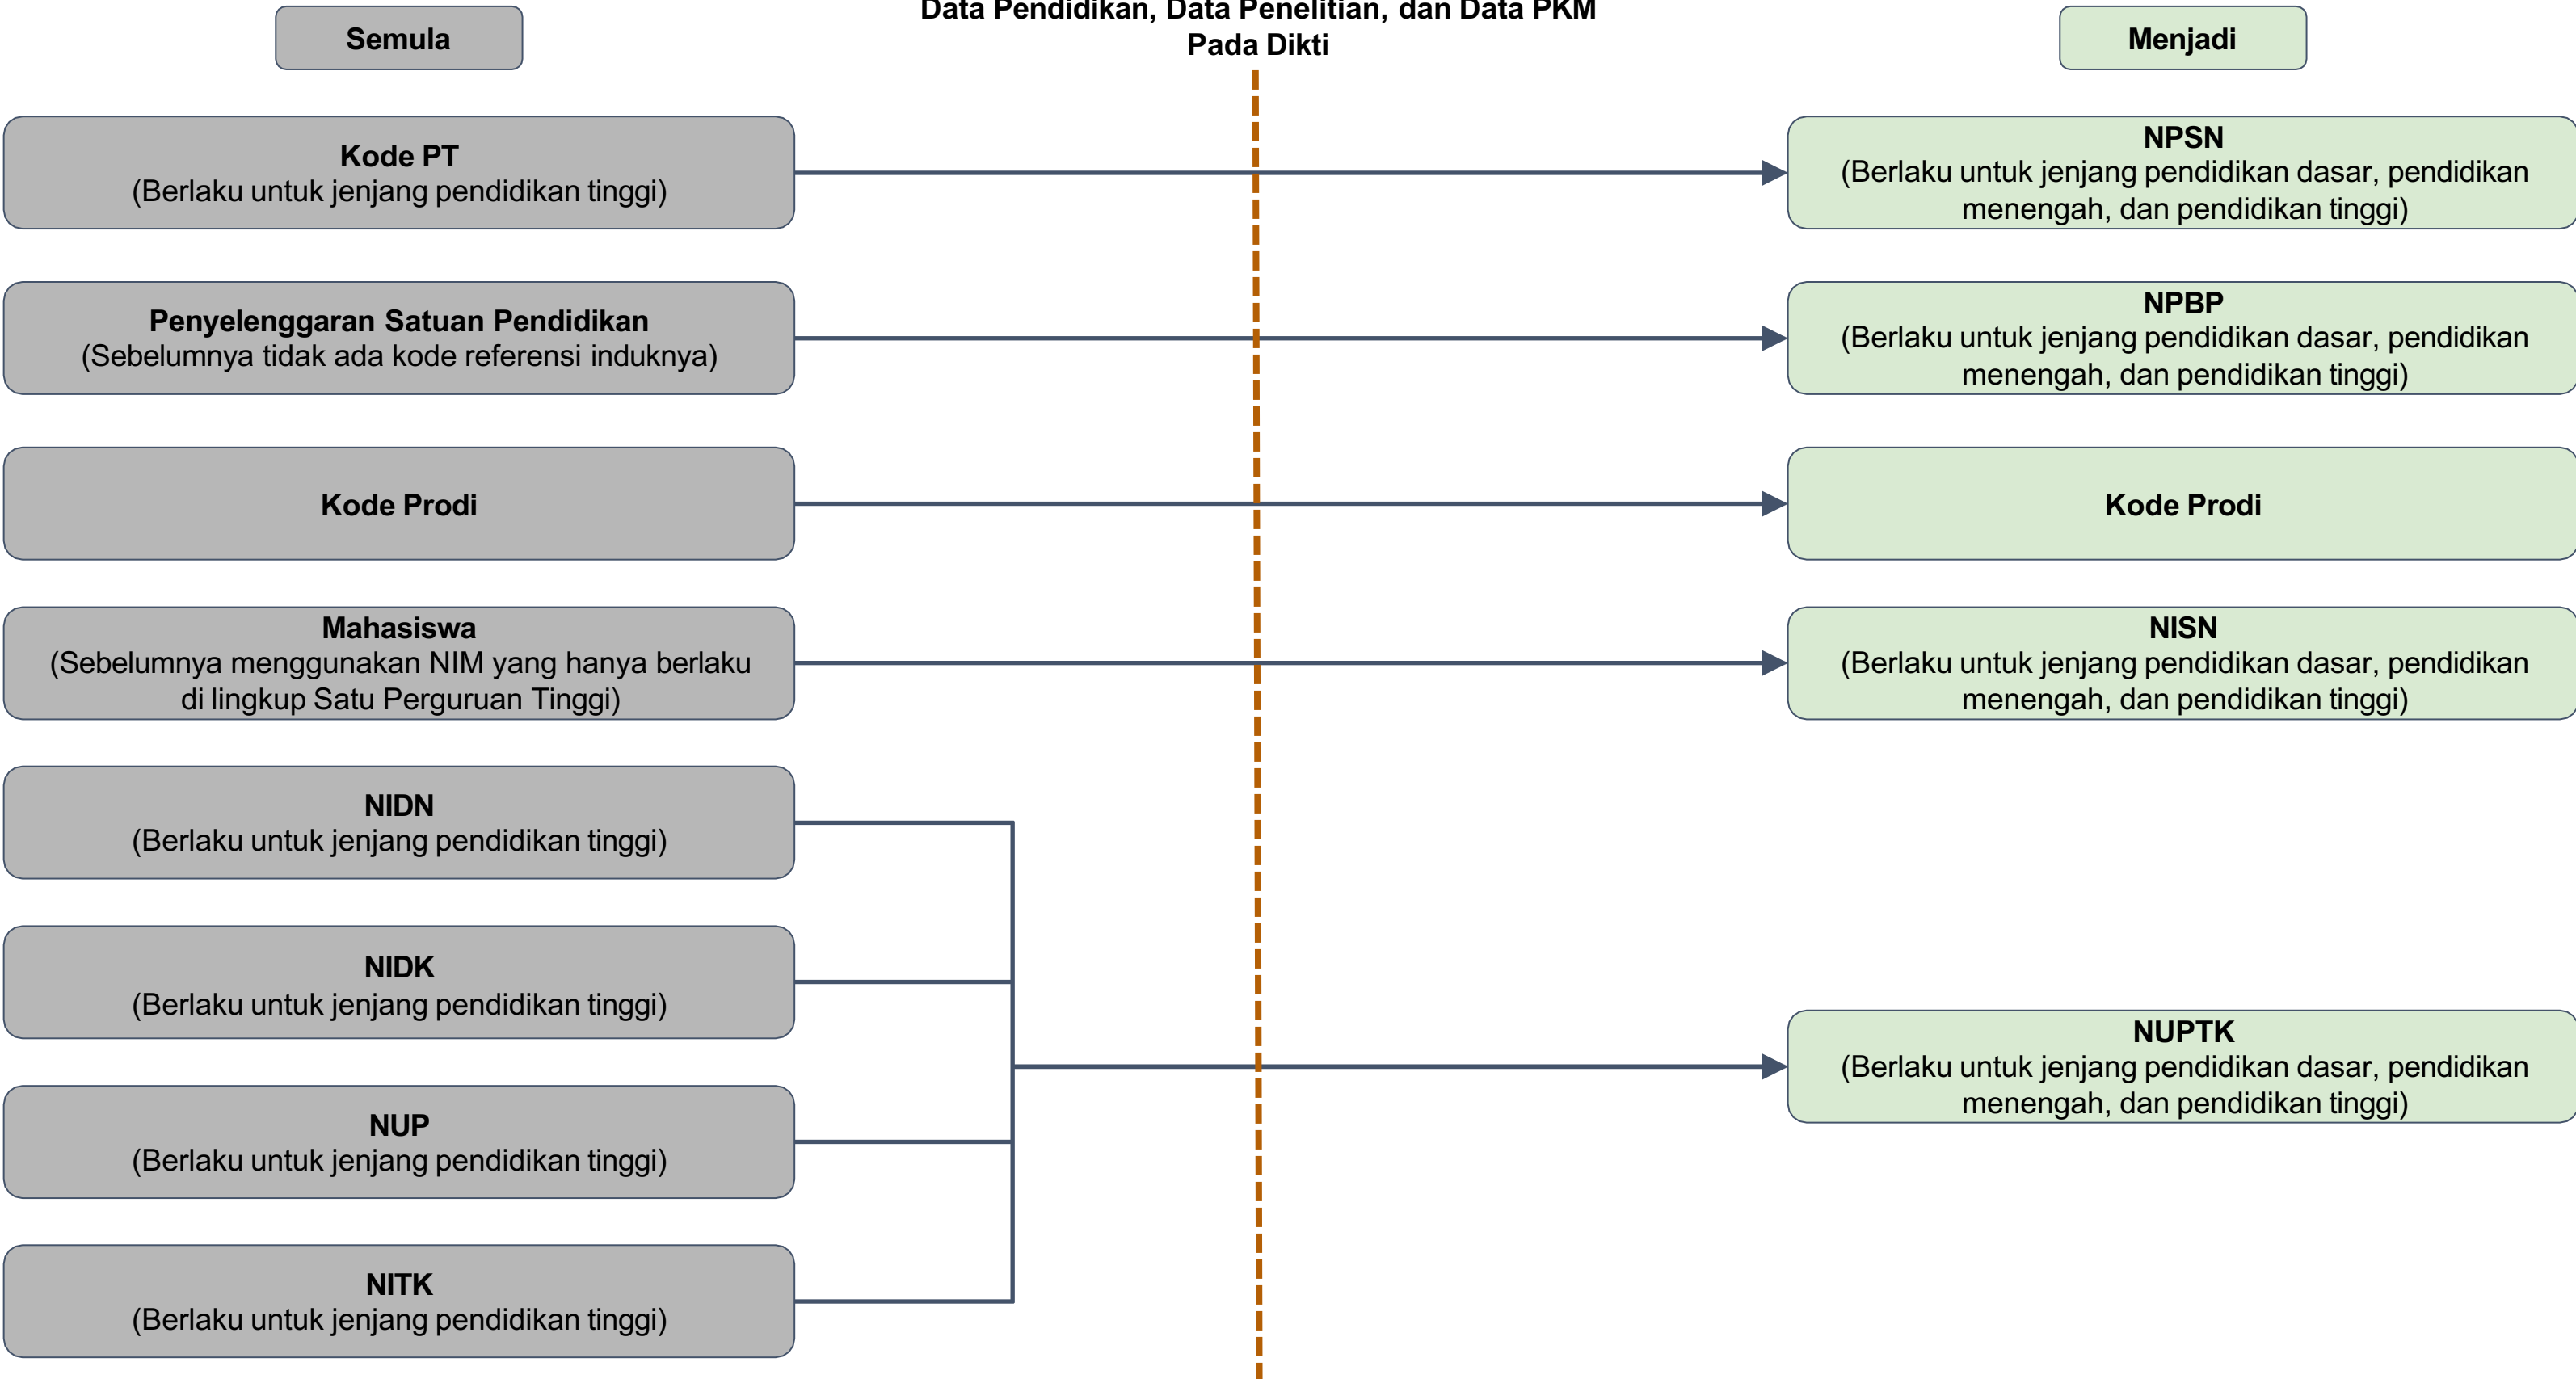 Data Pendidikan, Data Penelitian, dan Data PKM
Pada Dikti
Semula
Menjadi
Kode PT
(Berlaku untuk jenjang pendidikan tinggi)
NPSN
(Berlaku untuk jenjang pendidikan dasar, pendidikan
menengah, dan pendidikan tinggi)
Penyelenggaran Satuan Pendidikan
(Sebelumnya tidak ada kode referensi induknya)
NPBP
(Berlaku untuk jenjang pendidikan dasar, pendidikan
menengah, dan pendidikan tinggi)
Kode Prodi
Kode Prodi
Mahasiswa
(Sebelumnya menggunakan NIM yang hanya berlaku
di lingkup Satu Perguruan Tinggi)
NISN
(Berlaku untuk jenjang pendidikan dasar, pendidikan
menengah, dan pendidikan tinggi)
NIDN
(Berlaku untuk jenjang pendidikan tinggi)
NIDK
(Berlaku untuk jenjang pendidikan tinggi)
NUP
(Berlaku untuk jenjang pendidikan tinggi)
NITK
(Berlaku untuk jenjang pendidikan tinggi)
NUPTK
(Berlaku untuk jenjang pendidikan dasar, pendidikan
menengah, dan pendidikan tinggi)